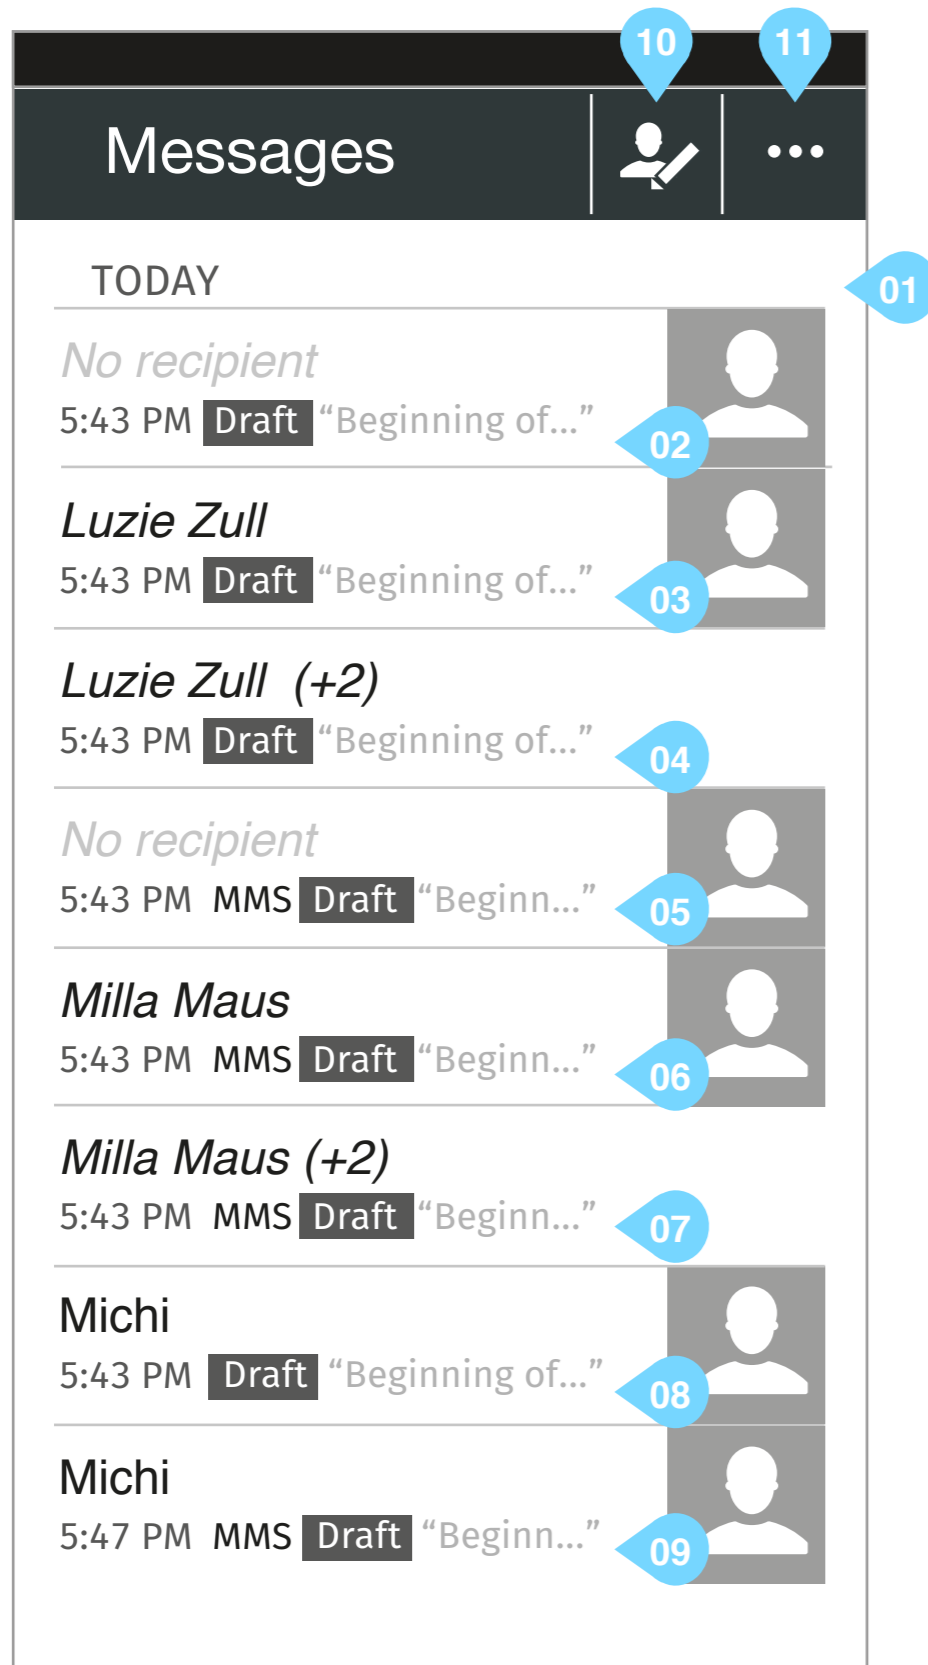 10 11
Messages
TODAY
01
No recipient
5:43 PM Draft “Beginning of...”
02
Luzie Zull
5:43 PM Draft “Beginning of...”
03
Luzie Zull (+2)
5:43 PM Draft “Beginning of...”
04
No recipient
5:43 PM MMS Draft “Beginn...”
05
Milla Maus
5:43 PM MMS Draft “Beginn...”
06
Milla Maus (+2)
5:43 PM MMS Draft “Beginn...”
07
Michi
5:43 PM Draft “Beginning of...”
08
Michi
5:47 PM MMS Draft “Beginn...”
09